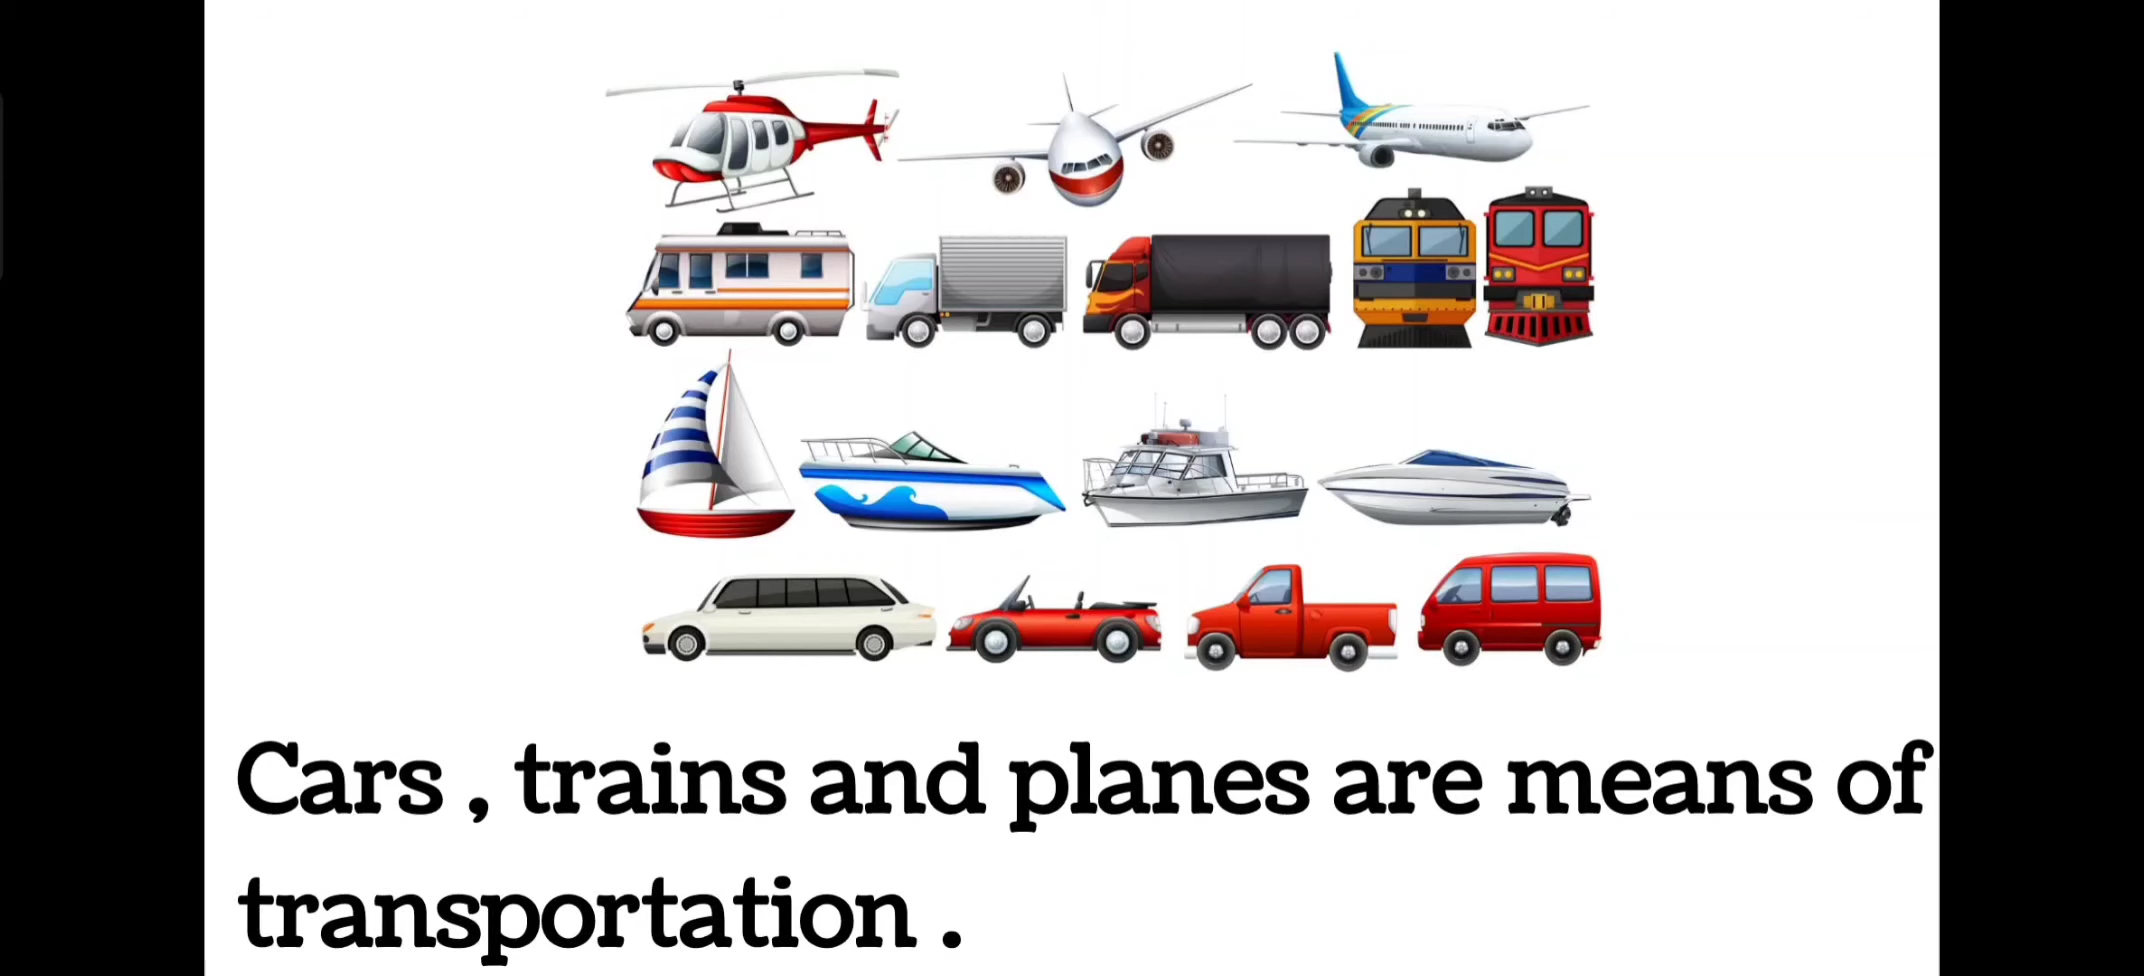 Cars , trains and planes are means of
transportation .